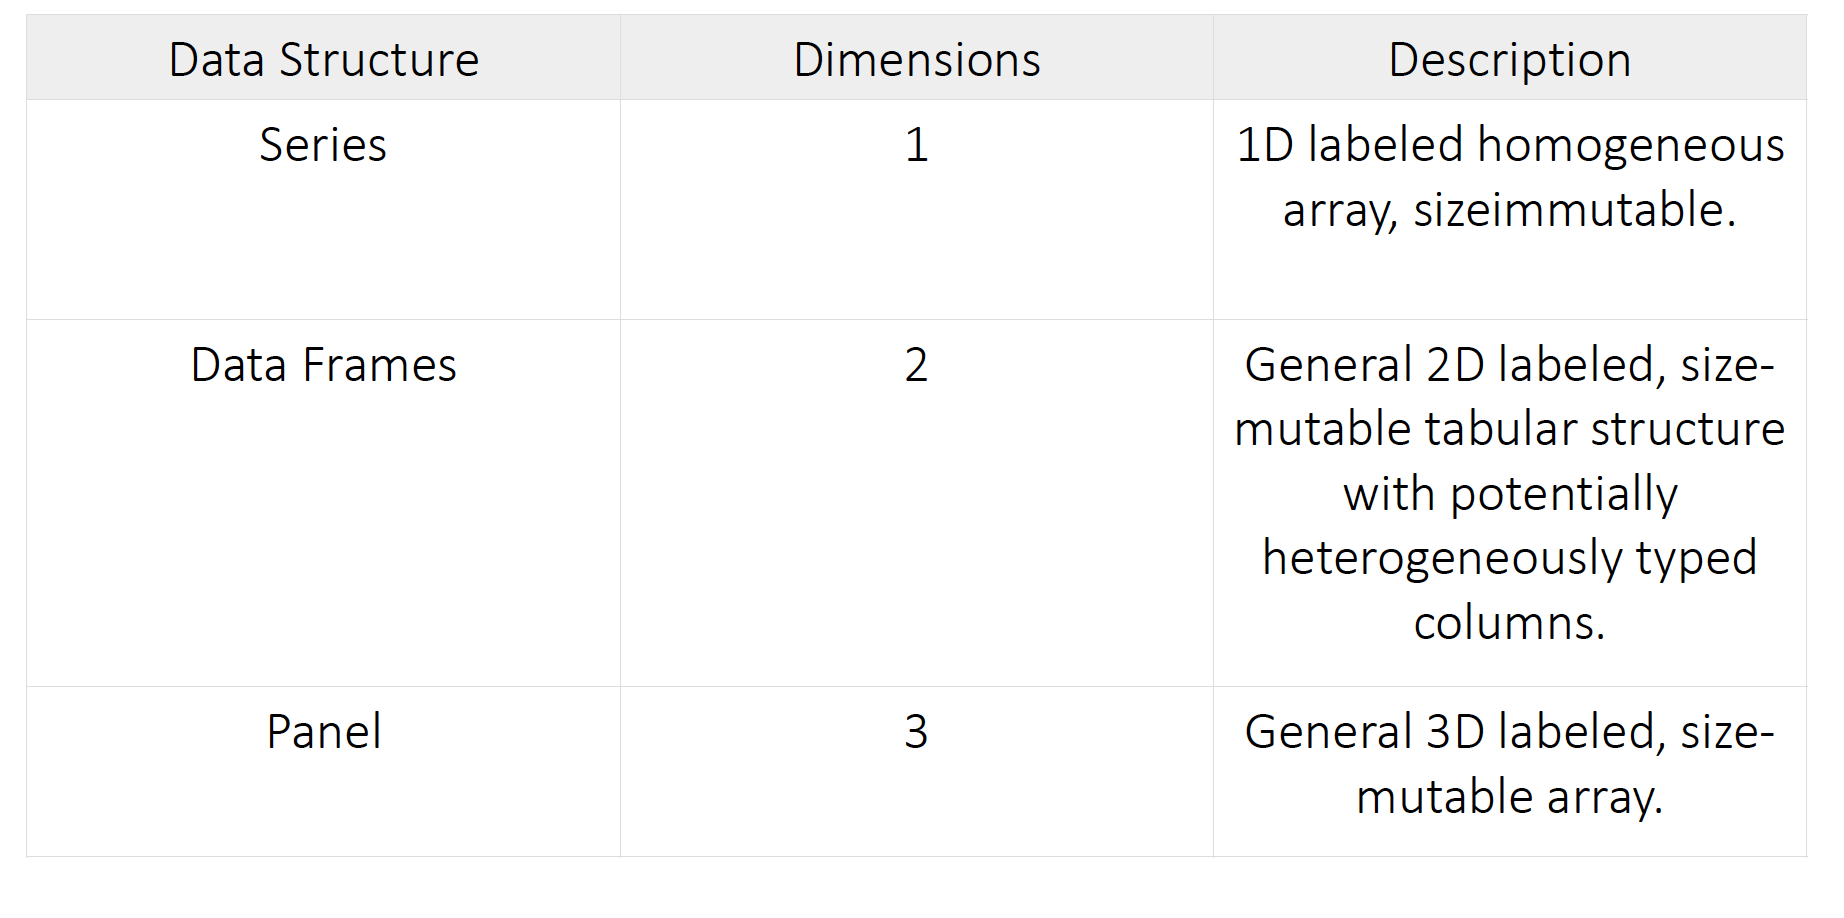 Data Structure Dimensions Description
Series 1 1D labeled homogeneous
array, sizeimmutable.
Data Frames 2 General 2D labeled, size-
mutable tabular structure
with potentially
heterogeneously typed
columns.
Panel 3 General 3D labeled, size-
mutable array.